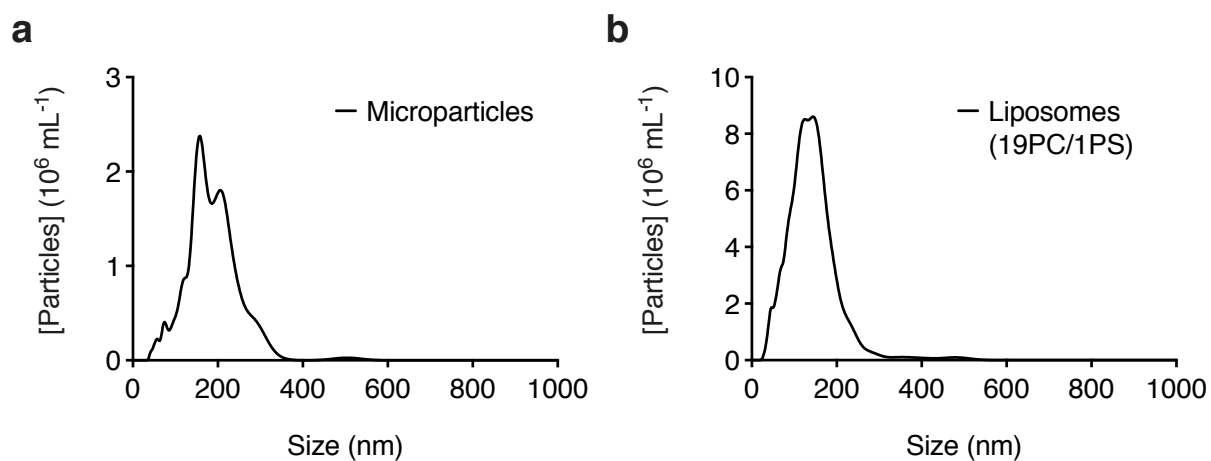 a
[Particles] (10⁶ mL⁻¹)
3
2
1
0
Microparticles
0 200 400 600 800 1000
Size (nm)
b
[Particles] (10⁶ mL⁻¹)
10
8
6
4
2
0
Liposomes
(19PC/1PS)
0 200 400 600 800 1000
Size (nm)